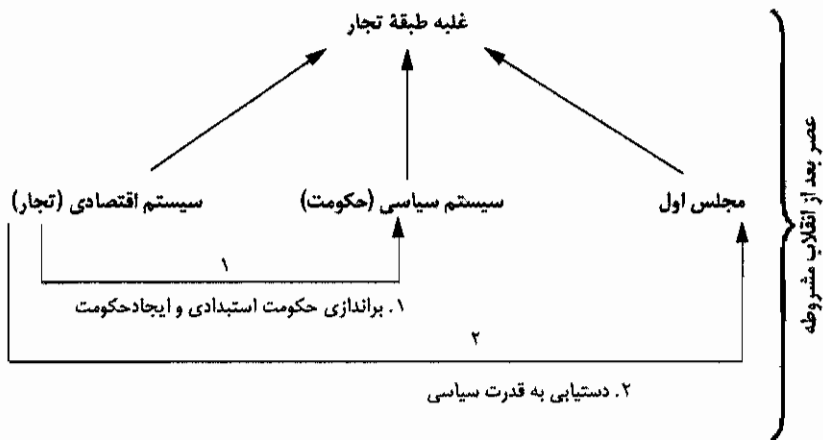 غلبه طبقهٔ تجار
مجلس اول
سیستم سیاسی (حکومت)
سیستم اقتصادی (تجار)
۱
۱. براندازی حکومت استبدادی و ایجادحکومت
۲
۲. دستیابی به قدرت سیاسی
عصر بعد از انقلاب مشروطه